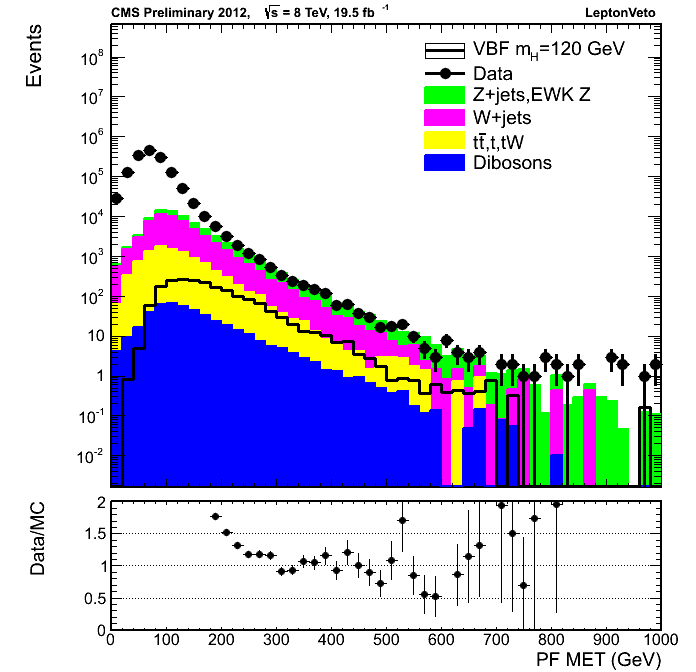 CMS Preliminary 2012, √s = 8 TeV, 19.5 fb⁻¹ LeptonVeto
Events
VBF m_H=120 GeV
Data
Z+jets,EWK Z
W+jets
tt̄,t,tW
Dibosons
10⁸
10⁷
10⁶
10⁵
10⁴
10³
10²
10
1
10⁻¹
10⁻²
Data/MC
2
1.5
1
0.5
0
0 100 200 300 400 500 600 700 800 900 1000
PF MET (GeV)